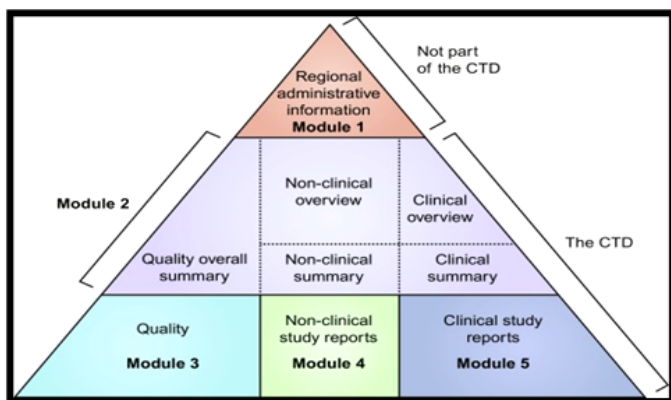 Not part
of the CTD
Regional
administrative
information
Module 1
Module 2
Non-clinical
overview
Clinical
overview
The CTD
Quality overall
summary
Non-clinical
summary
Clinical
summary
Quality
Module 3
Non-clinical
study reports
Module 4
Clinical study
reports
Module 5